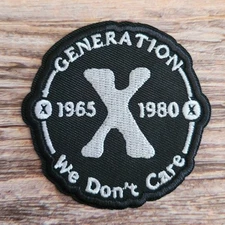 GENERATION
X 1965 X 1980 X
We Don't Care